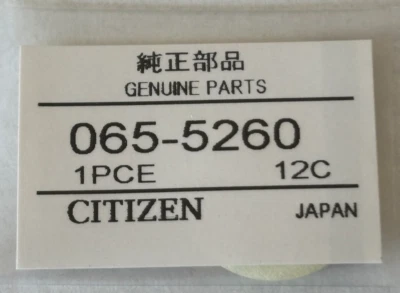 純正部品
GENUINE PARTS
065-5260
1PCE 12C
CITIZEN JAPAN